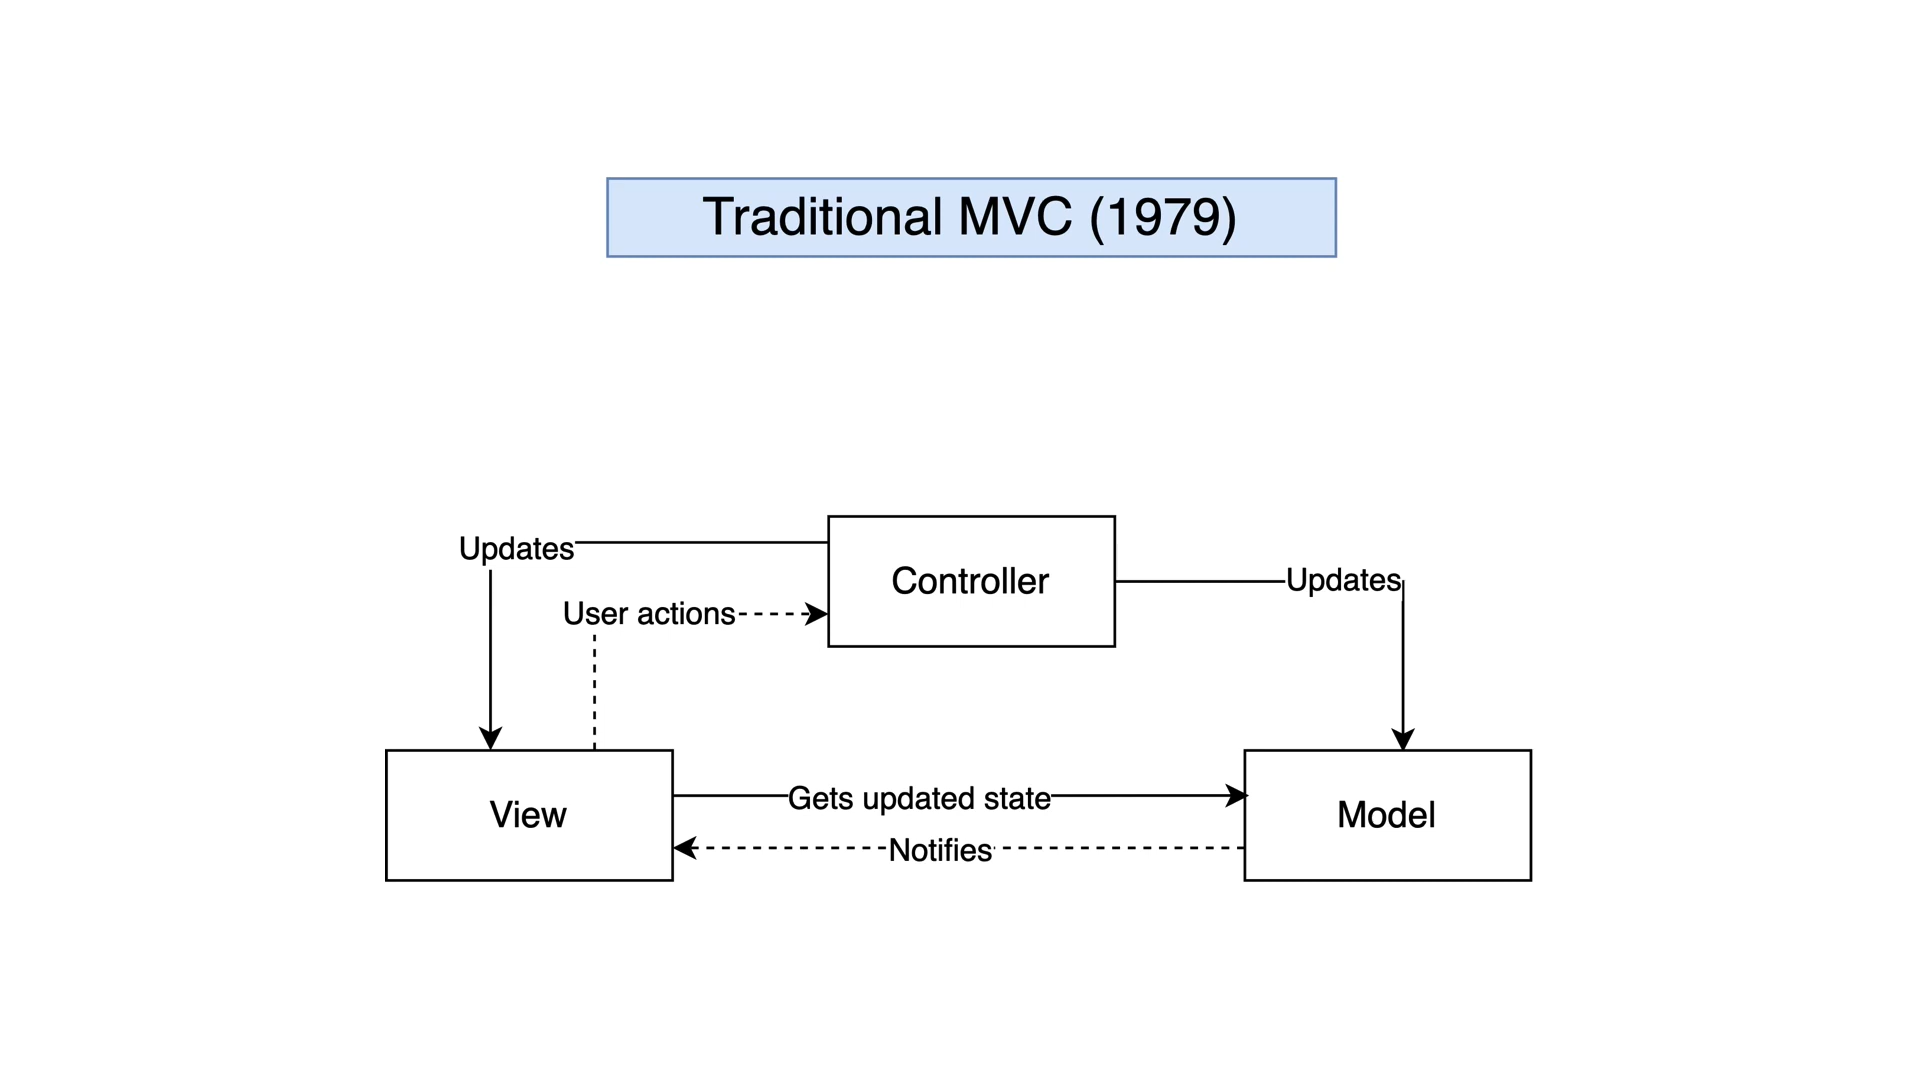 Traditional MVC (1979)
Updates
Controller
Updates
User actions
View
Gets updated state
Model
Notifies